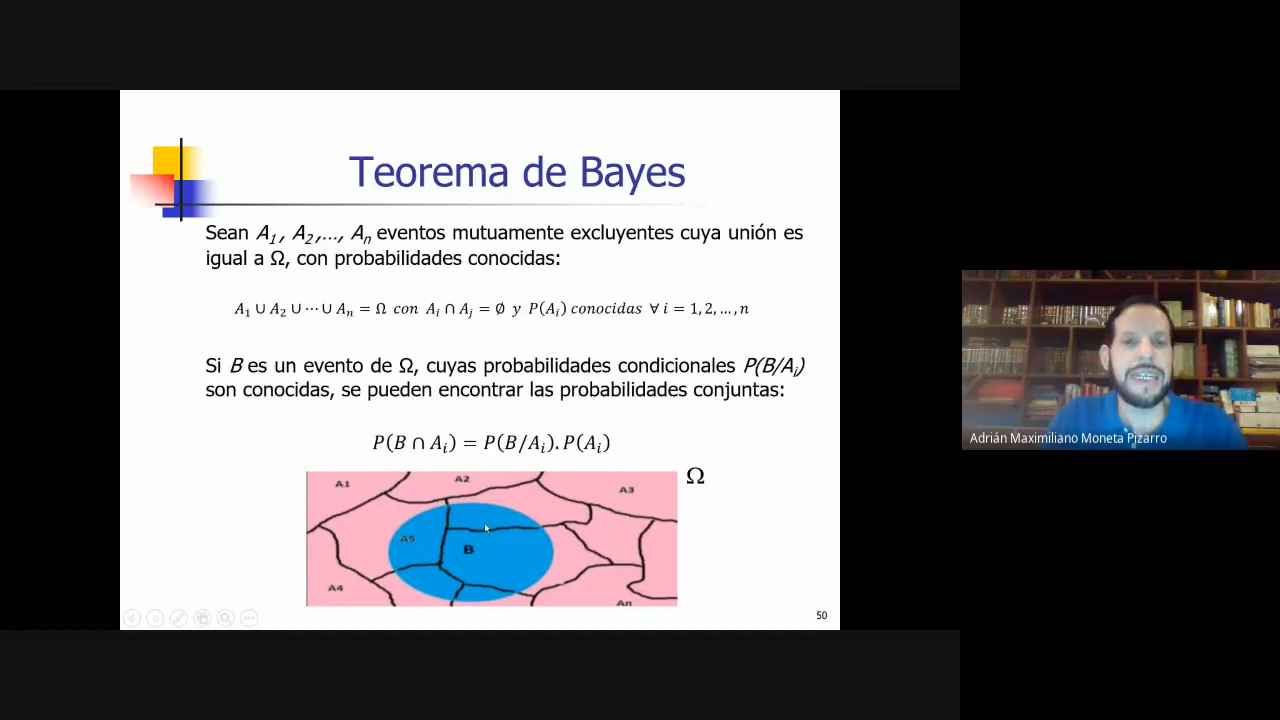 Teorema de Bayes
Sean A₁, A₂,..., Aₙ eventos mutuamente excluyentes cuya unión es
igual a Ω, con probabilidades conocidas:
A₁ ∪ A₂ ∪ ⋯ ∪ Aₙ = Ω con Aᵢ ∩ Aⱼ = ∅ y P(Aᵢ) conocidas ∀ i = 1, 2, ..., n
Si B es un evento de Ω, cuyas probabilidades condicionales P(B/Aᵢ)
son conocidas, se pueden encontrar las probabilidades conjuntas:
P(B ∩ Aᵢ) = P(B/Aᵢ). P(Aᵢ)
Ω
A1
A2
A3
A5
B
A4
An
50
Adrián Maximiliano Moneta Pizarro